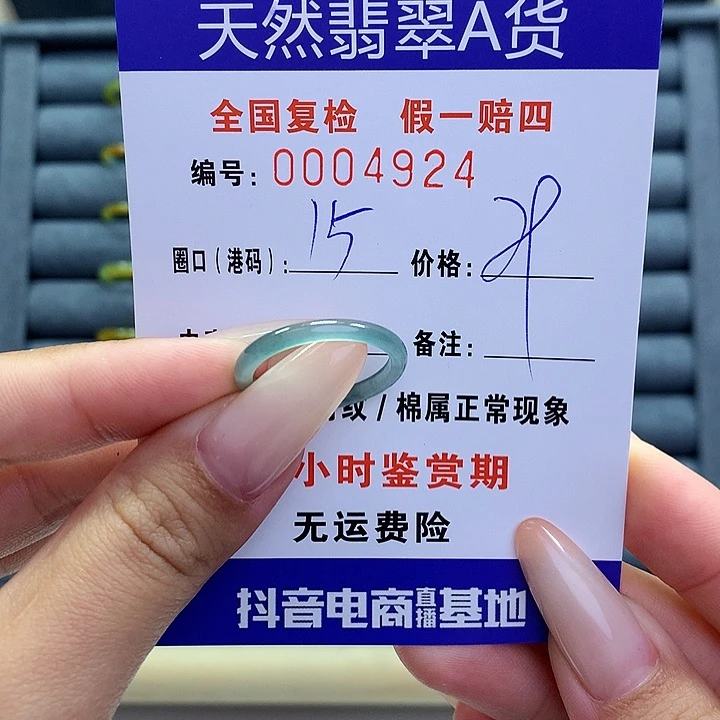 天然翡翠A货
全国复检 假一赔四
编号：0004924
圈口（港码）：15 价格：
备注：
纹/棉属正常现象
小时鉴赏期
无运费险
抖音电商直播基地